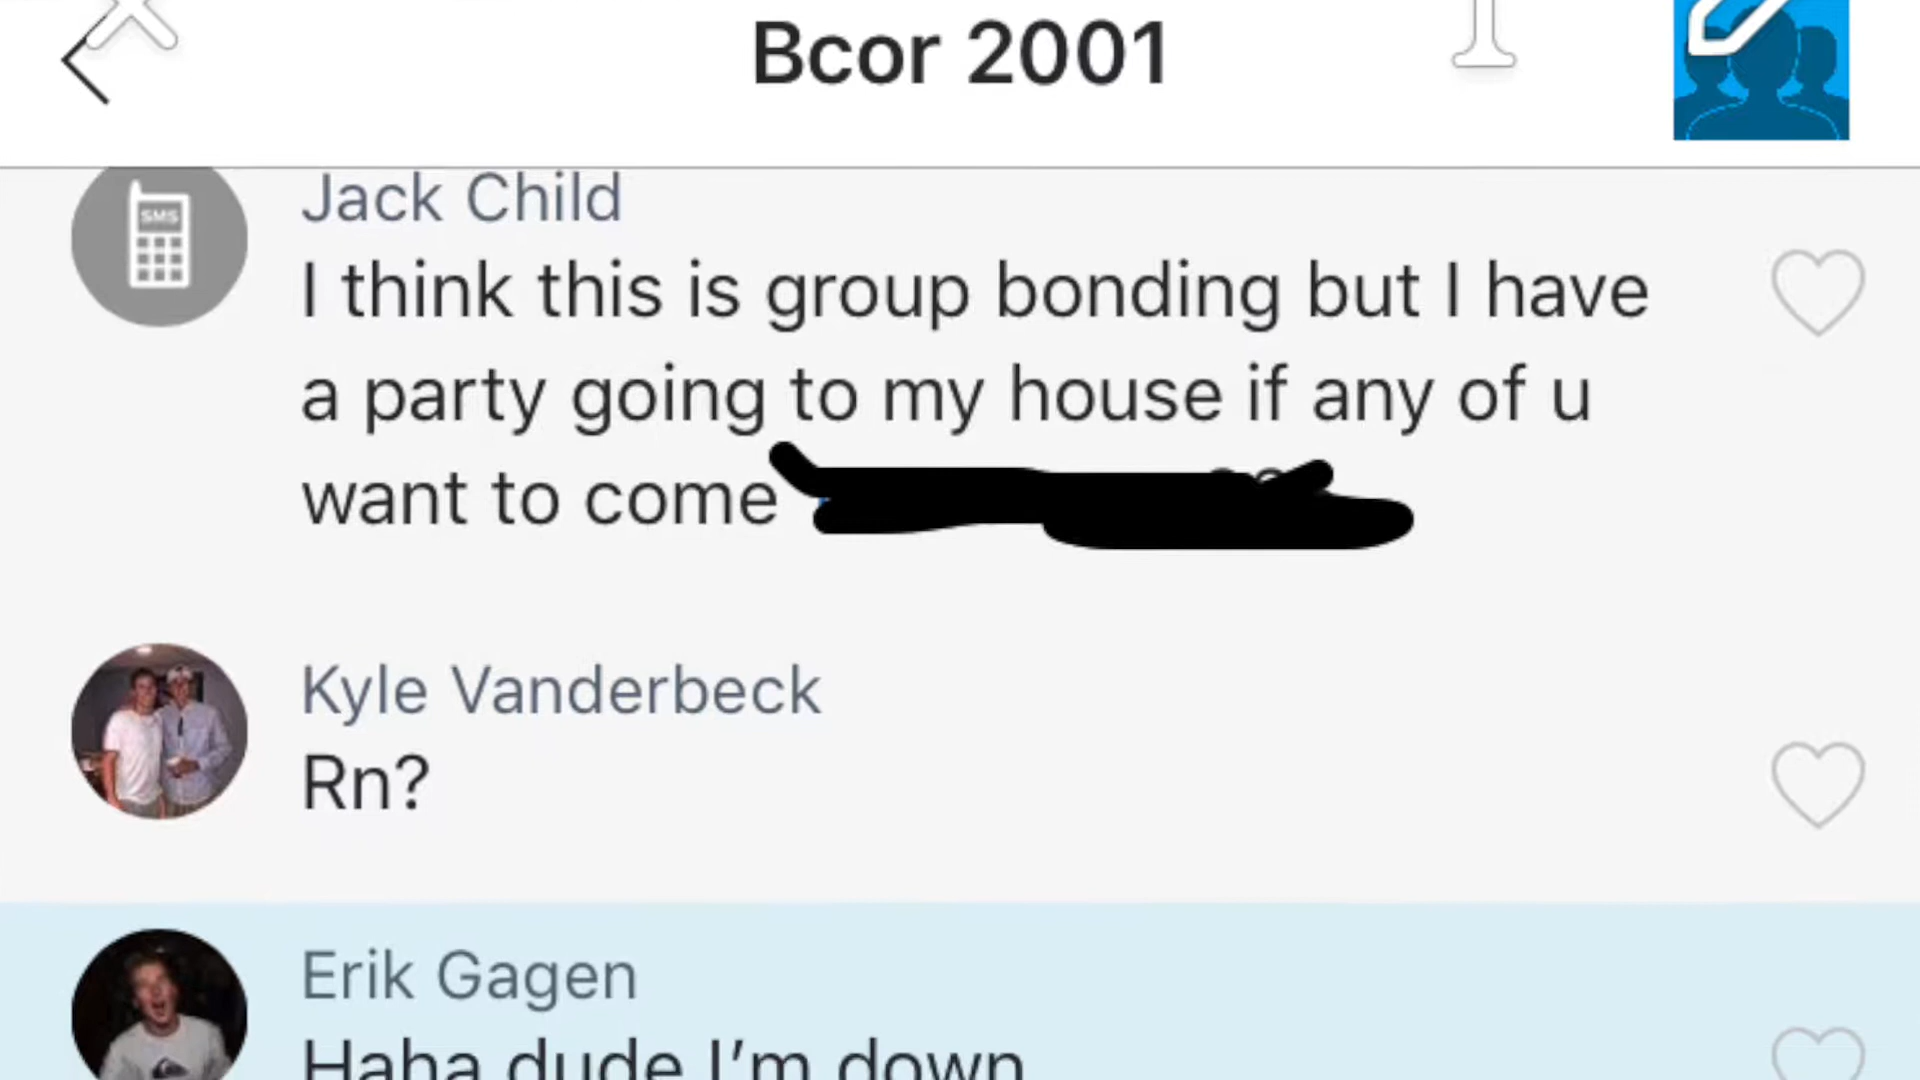 Bcor 2001
Jack Child
SMS
I think this is group bonding but I have
a party going to my house if any of u
want to come
Kyle Vanderbeck
Rn?
Erik Gagen
Haha dude I'm down